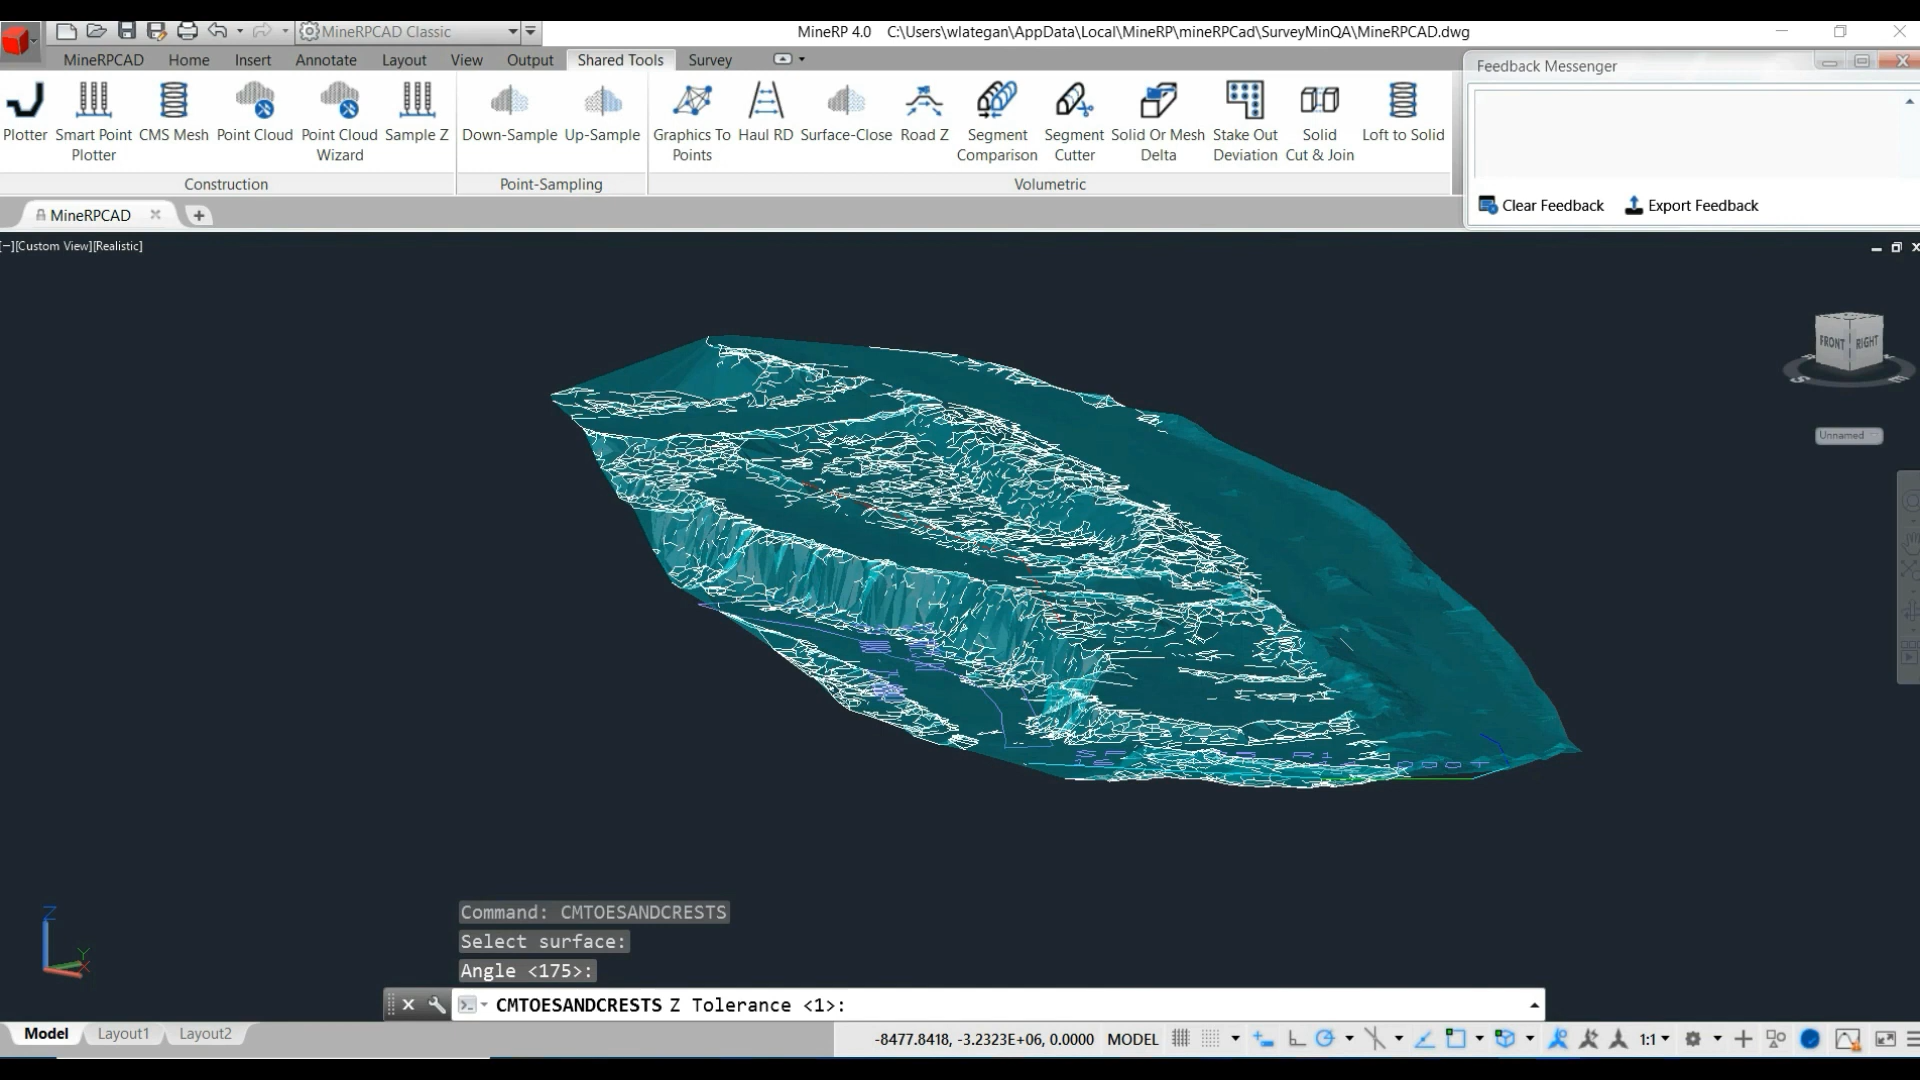 MineRPCAD Classic
MineRP 4.0 C:\Users\wlategan\AppData\Local\MineRP\mineRPCad\SurveyMinQA\MineRPCAD.dwg
MineRPCAD Home Insert Annotate Layout View Output Shared Tools Survey
Feedback Messenger
Plotter
Smart Point
Plotter
CMS Mesh
Point Cloud
Point Cloud
Wizard
Sample Z
Down-Sample
Up-Sample
Graphics To
Points
Haul RD
Surface-Close
Road Z
Segment
Comparison
Segment
Cutter
Solid Or Mesh
Delta
Stake Out
Deviation
Solid
Cut & Join
Loft to Solid
Construction
Point-Sampling
Volumetric
Clear Feedback
Export Feedback
MineRPCAD
[−][Custom View][Realistic]
FRONT
RIGHT
S
E
Unnamed
Z
Y
X
Command: CMTOESANDCRESTS
Select surface:
Angle <175>:
CMTOESANDCRESTS Z Tolerance <1>:
Model Layout1 Layout2
-8477.8418, -3.2323E+06, 0.0000 MODEL 1:1